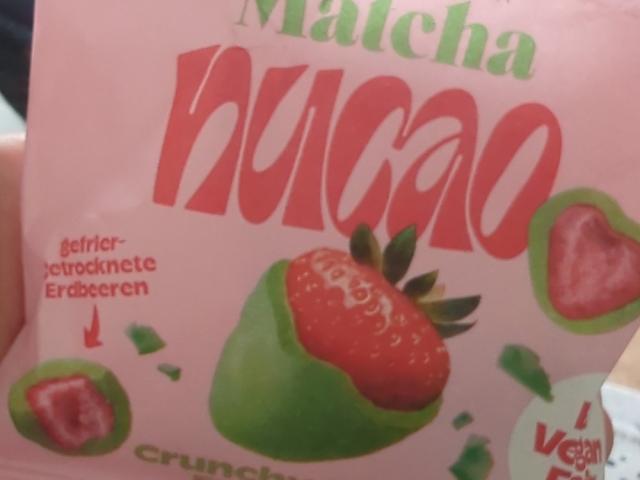 Matcha
nucao
gefrier-
getrocknete
Erdbeeren
Vegan